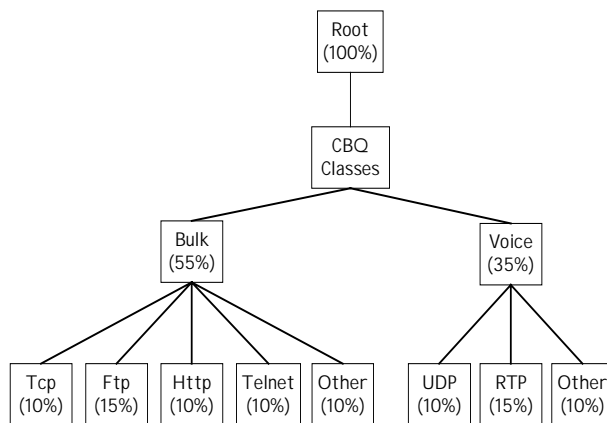 Root
(100%)
CBQ
Classes
Bulk
(55%)
Voice
(35%)
Tcp
(10%)
Ftp
(15%)
Http
(10%)
Telnet
(10%)
Other
(10%)
UDP
(10%)
RTP
(15%)
Other
(10%)